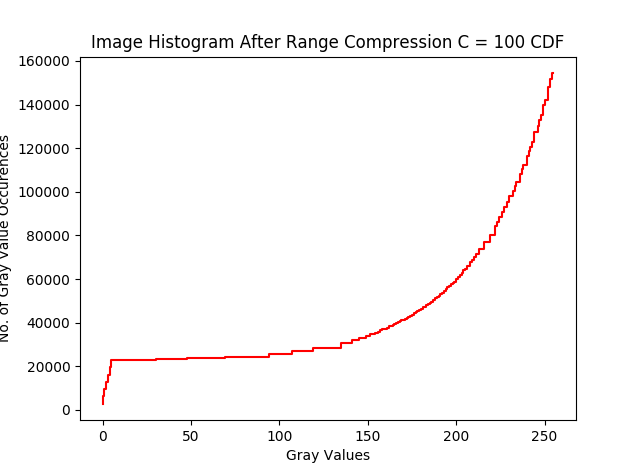 Image Histogram After Range Compression C = 100 CDF
160000
140000
120000
100000
80000
60000
40000
20000
0
No. of Gray Value Occurences
0 50 100 150 200 250
Gray Values